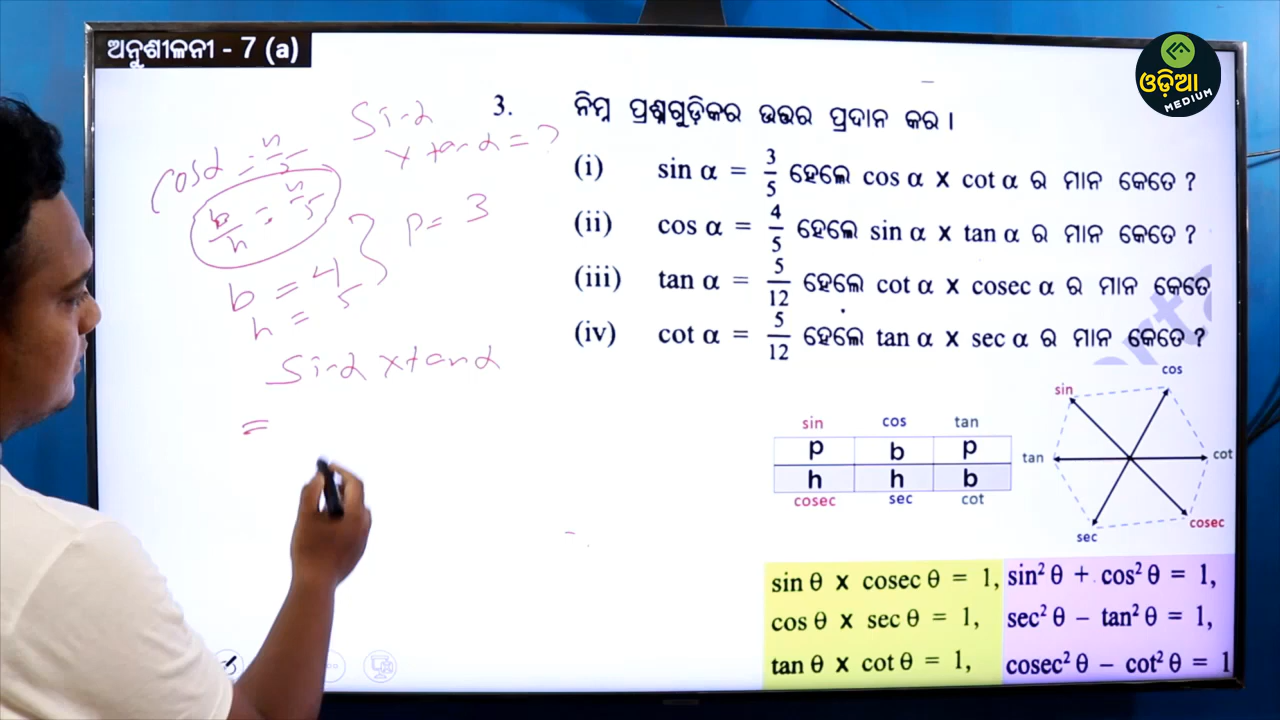 ଅନୁଶୀଳନୀ - 7 (a)
ଓଡ଼ିଆ
MEDIUM
3. ନିମ୍ନ ପ୍ରଶ୍ନଗୁଡ଼ିକର ଉତ୍ତର ପ୍ରଦାନ କର ।
(i) sin α = 3/5 ହେଲେ cos α x cot α ର ମାନ କେତେ ?
(ii) cos α = 4/5 ହେଲେ sin α x tan α ର ମାନ କେତେ ?
(iii) tan α = 5/12 ହେଲେ cot α x cosec α ର ମାନ କେତେ
(iv) cot α = 5/12 ହେଲେ tan α x sec α ର ମାନ କେତେ ?
cos α = 4/5
sin α
x tan α = ?
b/h = 4/5
b = 4
h = 5
p = 3
sin α x tan α
=
sin cos tan
p b p
h h b
cosec sec cot
sin cos
tan cot
sec cosec
sin θ x cosec θ = 1,
cos θ x sec θ = 1,
tan θ x cot θ = 1,
sin² θ + cos² θ = 1,
sec² θ – tan² θ = 1,
cosec² θ – cot² θ = 1